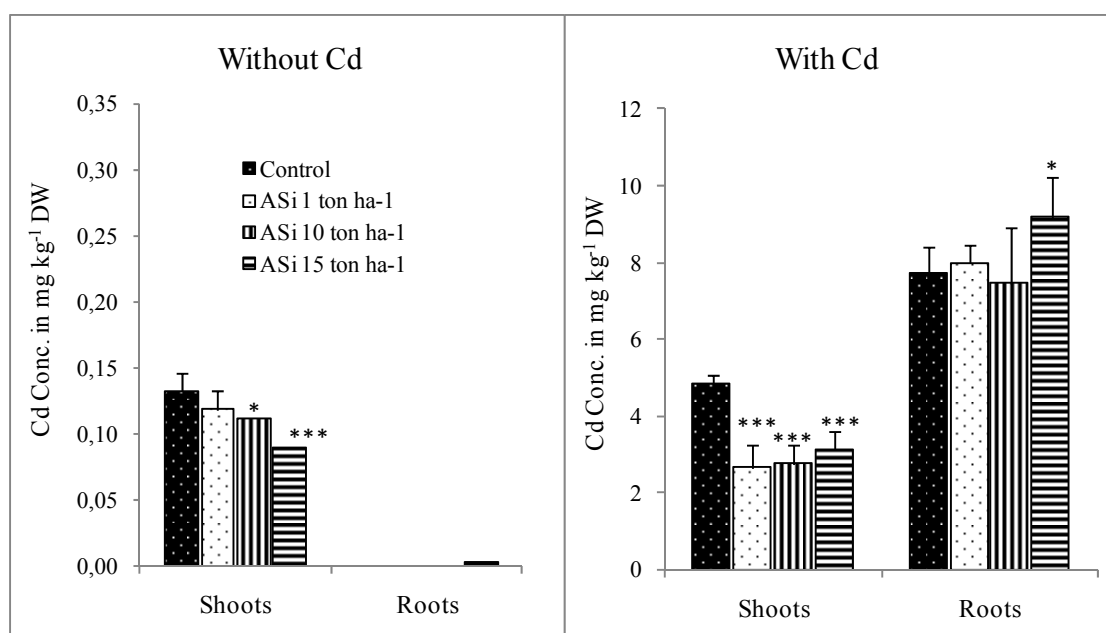 Without Cd
Cd Conc. in mg kg-1 DW
0,35
0,30
0,25
0,20
0,15
0,10
0,05
0,00
Control
ASi 1 ton ha-1
ASi 10 ton ha-1
ASi 15 ton ha-1
*
***
Shoots
Roots
With Cd
Cd Conc. in mg kg-1 DW
12
10
8
6
4
2
0
***
***
***
*
Shoots
Roots